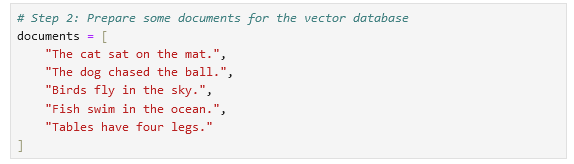 # Step 2: Prepare some documents for the vector database
documents = [
    "The cat sat on the mat.",
    "The dog chased the ball.",
    "Birds fly in the sky.",
    "Fish swim in the ocean.",
    "Tables have four legs."
]